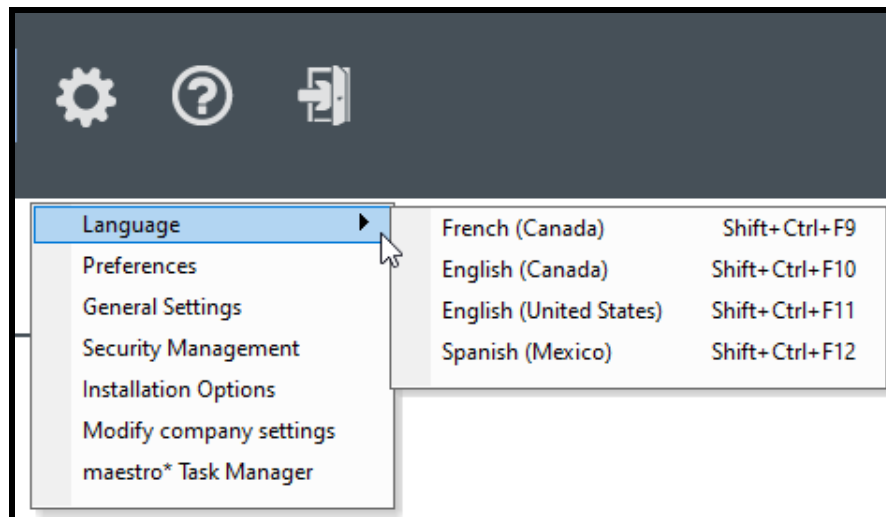 Language
Preferences
General Settings
Security Management
Installation Options
Modify company settings
maestro* Task Manager
French (Canada) Shift+Ctrl+F9
English (Canada) Shift+Ctrl+F10
English (United States) Shift+Ctrl+F11
Spanish (Mexico) Shift+Ctrl+F12